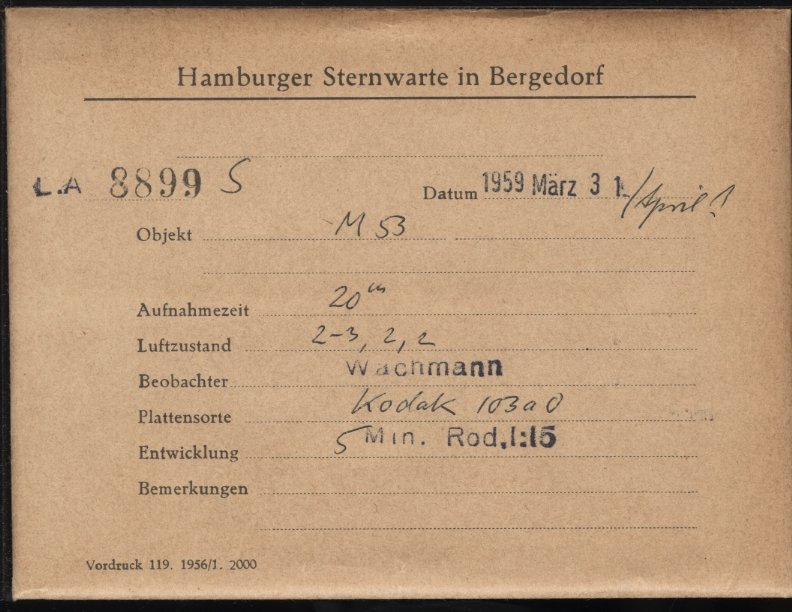 Hamburger Sternwarte in Bergedorf
L.A 8899 S
Datum 1959 März 31/April 1
Objekt M 53
Aufnahmezeit 20m
Luftzustand 2-3, 2, 2
Beobachter Wachmann
Plattensorte Kodak 103a0
Entwicklung 5 Min. Rod.1:15
Bemerkungen
Vordruck 119. 1956/1. 2000